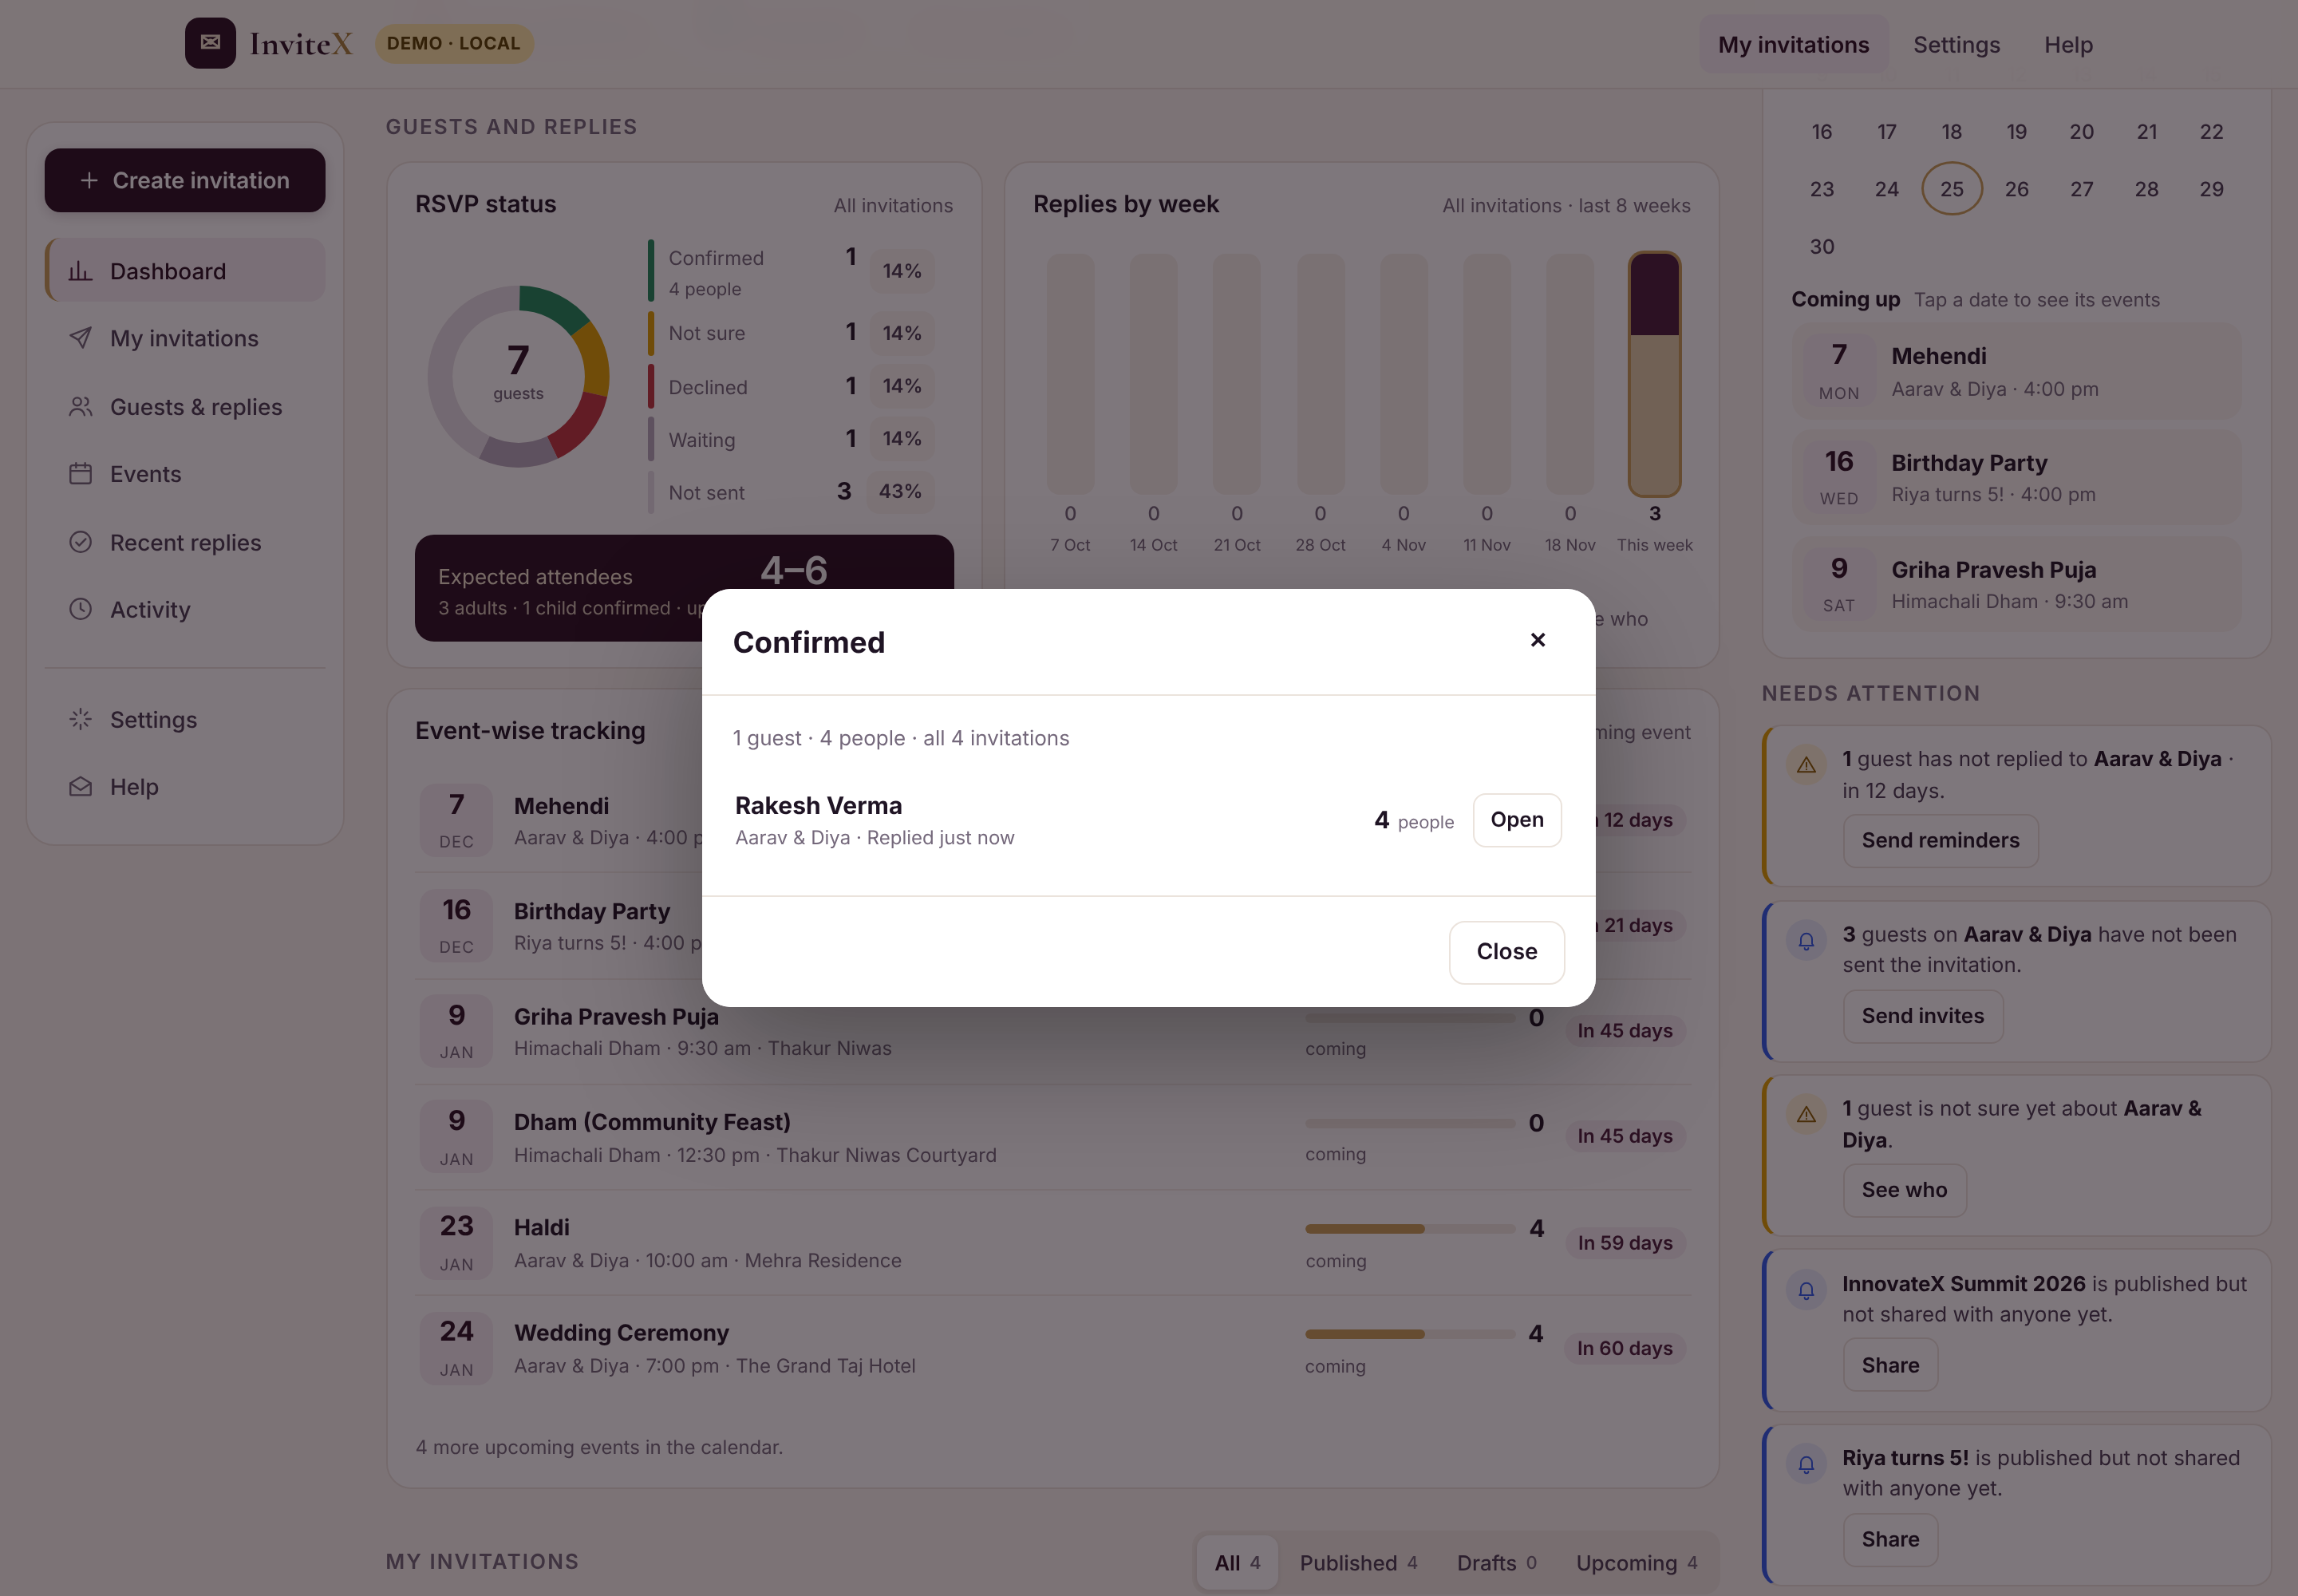 InviteX
DEMO · LOCAL
My invitations
Settings
Help
Create invitation
Dashboard
My invitations
Guests & replies
Events
Recent replies
Activity
Settings
Help
GUESTS AND REPLIES
RSVP status
All invitations
7
guests
Confirmed 1 14%
4 people
Not sure 1 14%
Declined 1 14%
Waiting 1 14%
Not sent 3 43%
Expected attendees
4–6
3 adults · 1 child confirmed ·
Replies by week
All invitations · last 8 weeks
0 0 0 0 0 0 0 3
7 Oct 14 Oct 21 Oct 28 Oct 4 Nov 11 Nov 18 Nov This week
who
Confirmed
1 guest · 4 people · all 4 invitations
Rakesh Verma
Aarav & Diya · Replied just now
4 people
Open
Close
Event-wise tracking
event
7 DEC
Mehendi
Aarav & Diya · 4:00
12 days
16 DEC
Birthday Party
Riya turns 5! · 4:00
21 days
9 JAN
Griha Pravesh Puja
Himachali Dham · 9:30 am · Thakur Niwas
0
coming
In 45 days
9 JAN
Dham (Community Feast)
Himachali Dham · 12:30 pm · Thakur Niwas Courtyard
0
coming
In 45 days
23 JAN
Haldi
Aarav & Diya · 10:00 am · Mehra Residence
4
coming
In 59 days
24 JAN
Wedding Ceremony
Aarav & Diya · 7:00 pm · The Grand Taj Hotel
4
coming
In 60 days
4 more upcoming events in the calendar.
MY INVITATIONS
All 4 Published 4 Drafts 0 Upcoming 4
16 17 18 19 20 21 22
23 24 25 26 27 28 29
30
Coming up Tap a date to see its events
7 MON
Mehendi
Aarav & Diya · 4:00 pm
16 WED
Birthday Party
Riya turns 5! · 4:00 pm
9 SAT
Griha Pravesh Puja
Himachali Dham · 9:30 am
NEEDS ATTENTION
1 guest has not replied to Aarav & Diya ·
in 12 days.
Send reminders
3 guests on Aarav & Diya have not been
sent the invitation.
Send invites
1 guest is not sure yet about Aarav &
Diya.
See who
InnovateX Summit 2026 is published but
not shared with anyone yet.
Share
Riya turns 5! is published but not shared
with anyone yet.
Share